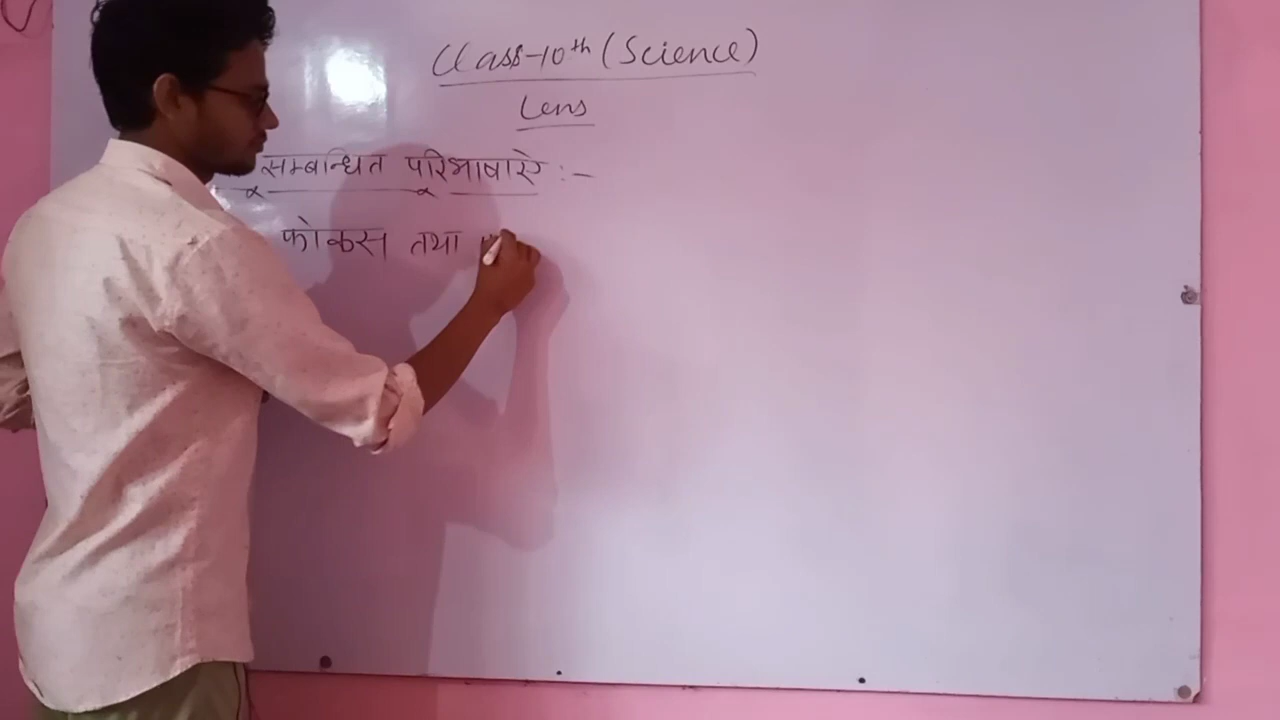 Class-10th (Science)
Lens
सम्बन्धित परिभाषाऐ :-
फोकस तथा